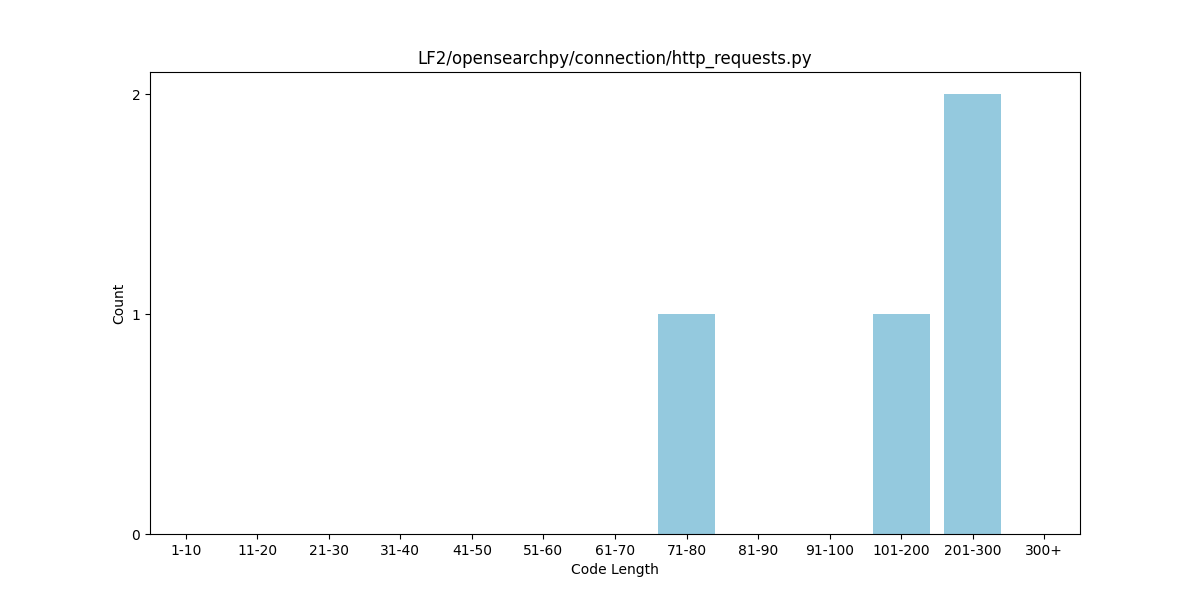 LF2/opensearchpy/connection/http_requests.py
Count
2
1
0
1-10 11-20 21-30 31-40 41-50 51-60 61-70 71-80 81-90 91-100 101-200 201-300 300+
Code Length